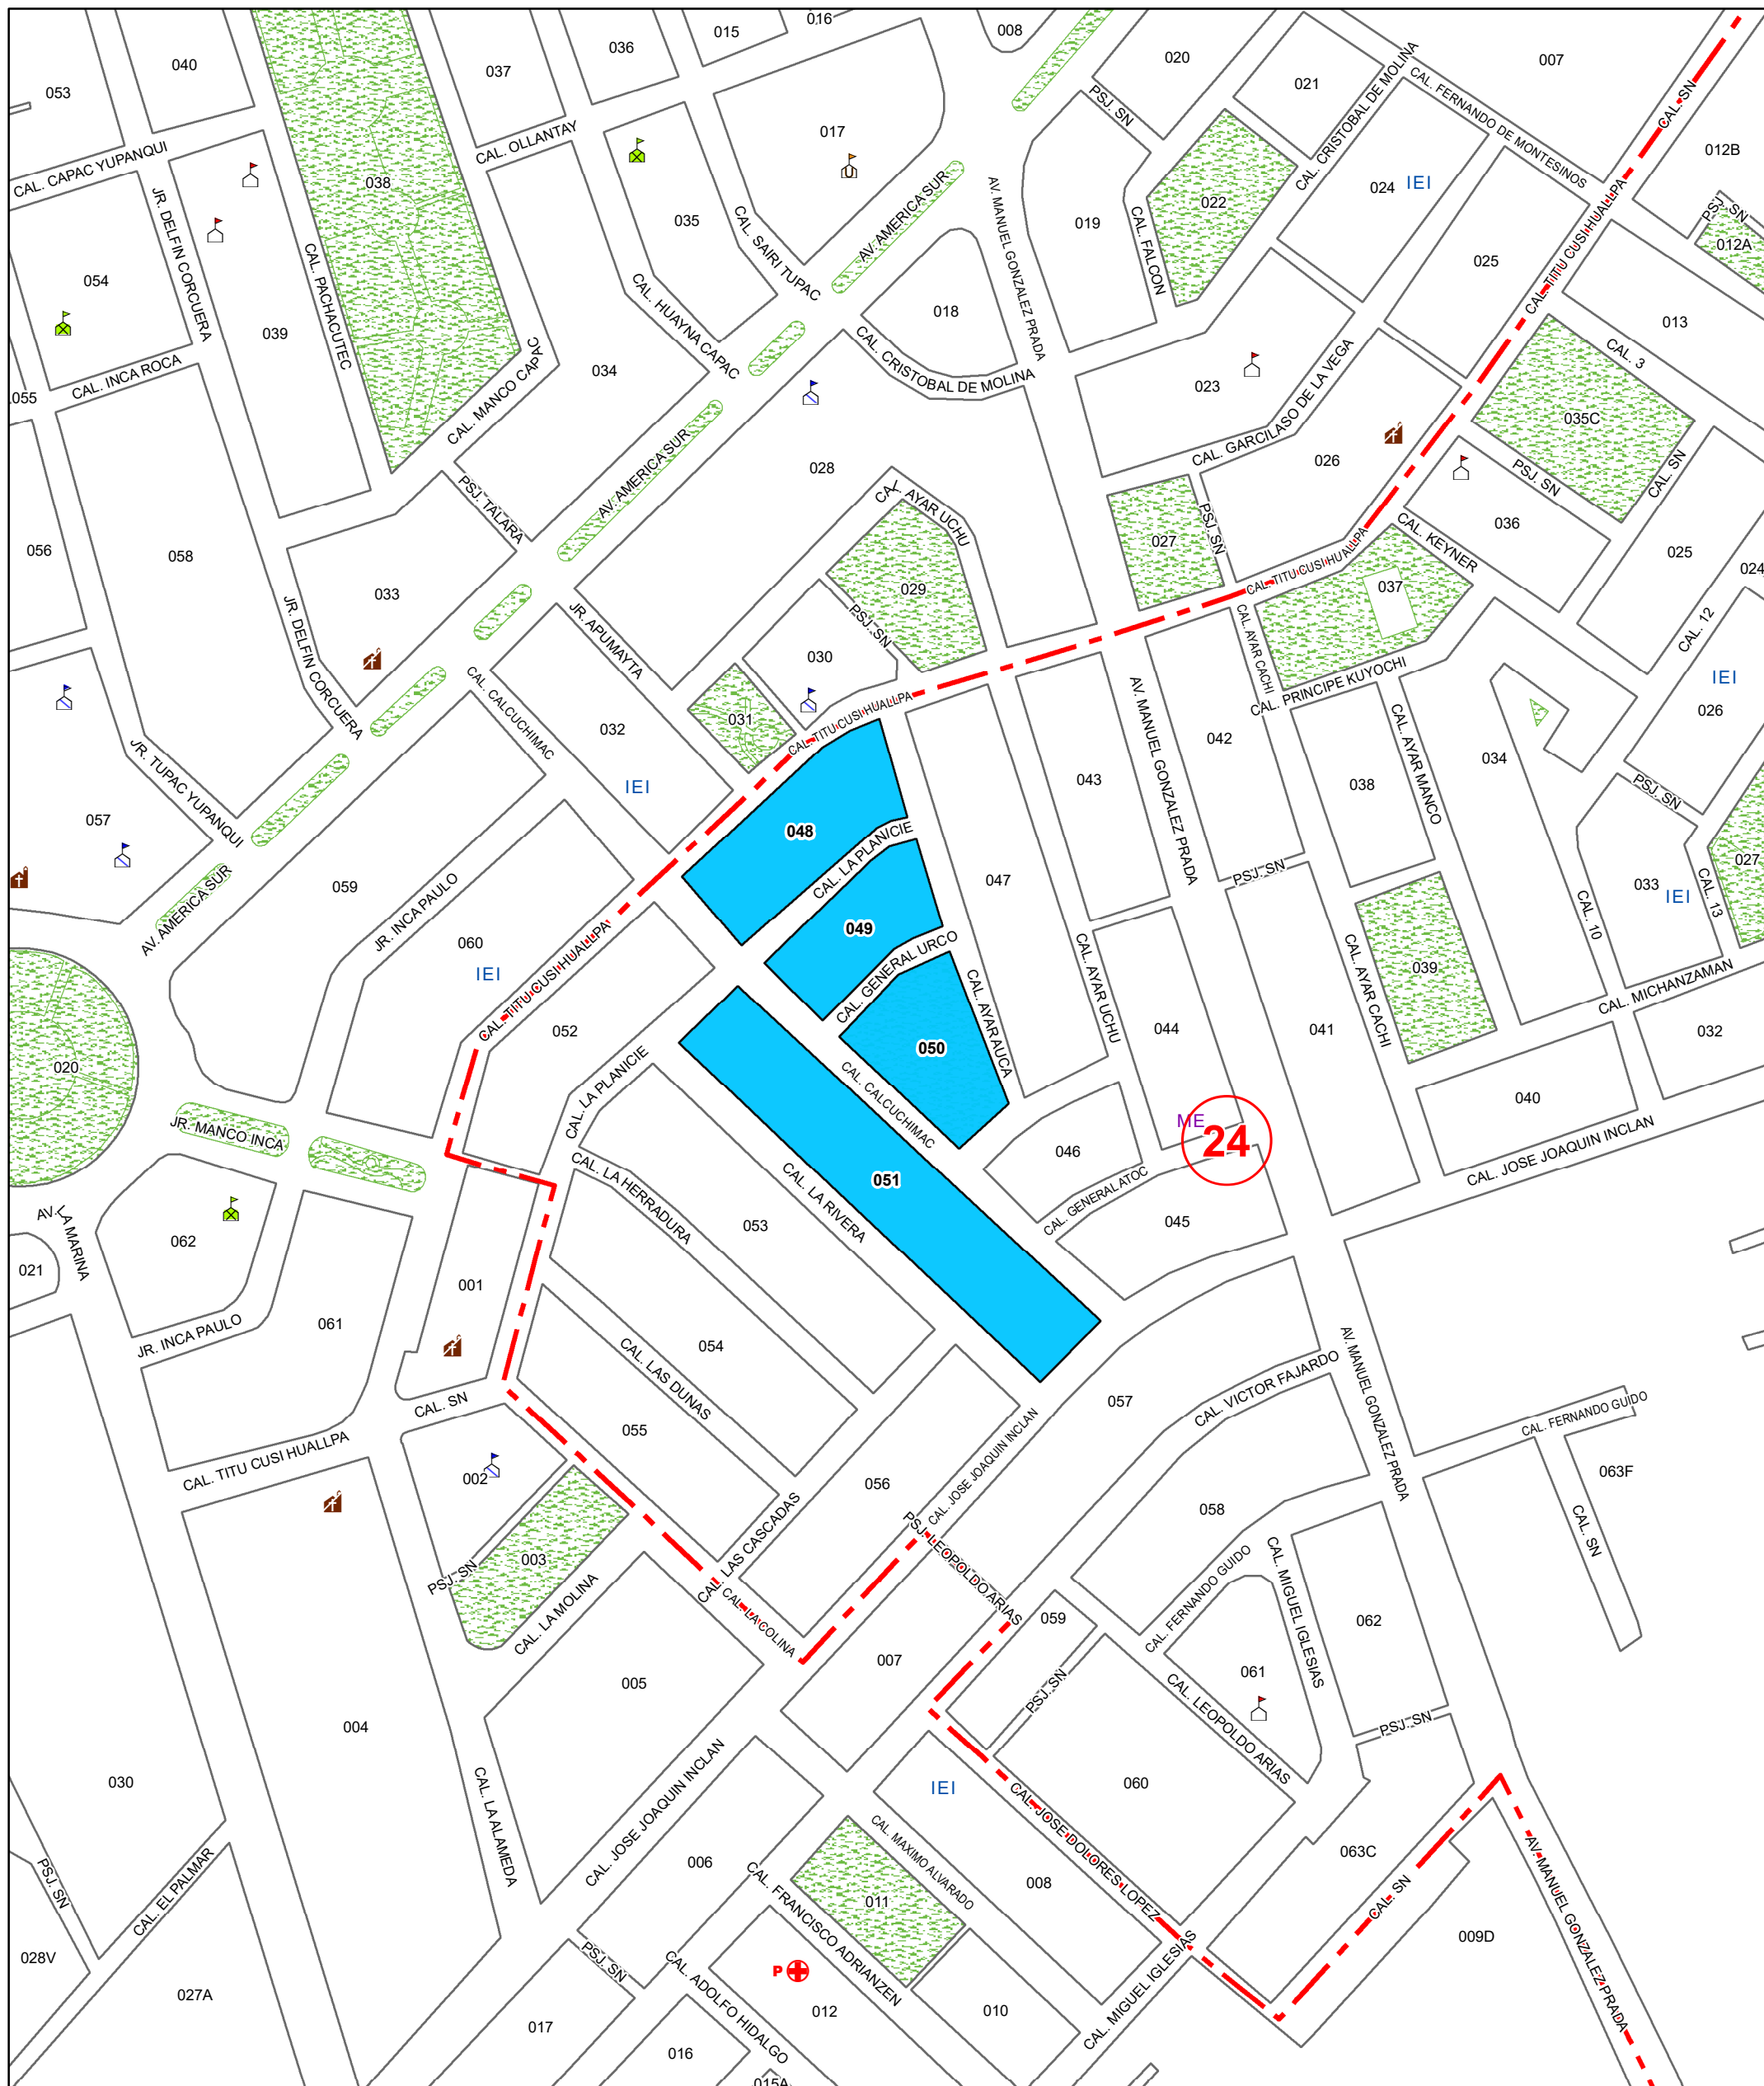 016
015
008
040
036
037
020
007
053
021
CAL. SN
CAL. FERNANDO DE MONTESINOS
PSJ. SN
CAL. CRISTOBAL DE MOLINA
017
CAL. OLLANTAY
012B
CAL. CAPAC YUPANQUI
038
024
IEI
022
PSJ. SN
035
019
AV. AMERICA SUR
AV. MANUEL GONZALEZ PRADA
CAL. FALCON
CAL. TITU CUSI HUALLPA
012A
JR. DELFIN CORCUERA
CAL. SAIRI TUPAC
025
054
CAL. PACHACUTEC
039
CAL. HUAYNA CAPAC
018
013
CAL. 3
CAL. INCA ROCA
CAL. MANCO CAPAC
034
CAL. CRISTOBAL DE MOLINA
023
CAL. GARCILASO DE LA VEGA
055
035C
AV. AMERICA SUR
028
026
CAL. SN
PSJ. TALARA
CAL. AYAR UCHU
PSJ. SN
PSJ. SN
036
027
CAL. KEYNER
056
058
025
024
033
029
CAL. TITU CUSI HUALLPA
037
JR. DELFIN CORCUERA
JR. APUMAYTA
PSJ. SN
CAL. AYAR CACHI
CAL. 12
030
CAL. PRINCIPE KUYOCHI
IEI
CAL. CALCUCHIMAC
031
CAL. TITU CUSI HUALLPA
AV. MANUEL GONZALEZ PRADA
CAL. AYAR MANCO
026
032
042
034
JR. TUPAC YUPANQUI
IEI
043
038
PSJ. SN
057
048
CAL. LA PLANICIE
047
PSJ. SN
027
059
JR. INCA PAULO
033
IEI
CAL. 13
AV. AMERICA SUR
049
CAL. 10
060
IEI
CAL. TITU CUSI HUALLPA
CAL. GENERAL URCO
CAL. AYARAUCA
CAL. AYAR UCHU
CAL. AYAR CACHI
039
CAL. MICHANZAMAN
052
050
044
041
032
020
CAL. LA PLANICIE
CAL. CALCUCHIMAC
040
JR. MANCO INCA
ME
24
046
CAL. JOSE JOAQUIN INCLAN
CAL. LA HERRADURA
051
CAL. LA RIVERA
CAL. GENERAL ATOC
AV. LA MARINA
053
045
062
021
001
JR. INCA PAULO
061
054
AV. MANUEL GONZALEZ PRADA
CAL. LAS DUNAS
CAL. VICTOR FAJARDO
057
CAL. SN
CAL. FERNANDO GUIDO
055
CAL. TITU CUSI HUALLPA
002
056
CAL. JOSE JOAQUIN INCLAN
063F
058
CAL. SN
CAL. LAS CASCADAS
PSJ. LEOPOLDO ARIAS
003
PSJ. SN
CAL. FERNANDO GUIDO
CAL. MIGUEL IGLESIAS
CAL. LA MOLINA
CAL. LA COLINA
059
062
007
061
005
PSJ. SN
CAL. LEOPOLDO ARIAS
004
PSJ. SN
030
IEI
060
CAL. LA ALAMEDA
CAL. JOSE JOAQUIN INCLAN
CAL. JOSE DOLORES LOPEZ
CAL. MAXIMO ALVARADO
063C
006
008
CAL. FRANCISCO ADRIANZEN
011
CAL. SN
AV. MANUEL GONZALEZ PRADA
PSJ. SN
CAL. EL PALMAR
009D
028V
PSJ. SN
P
CAL. MIGUEL IGLESIAS
027A
CAL. ADOLFO HIDALGO
012
010
017
016
015A